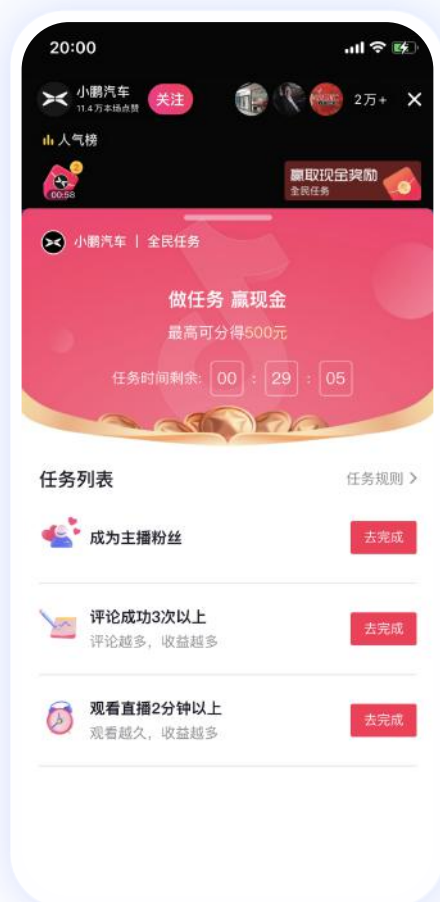 20:00
小鹏汽车
11.4万本场点赞
关注
2万+
人气榜
2
00:58
赢取现金奖励
全民任务
小鹏汽车 | 全民任务
做任务 赢现金
最高可分得500元
任务时间剩余: 00 : 29 : 05
任务列表
任务规则 >
成为主播粉丝
去完成
评论成功3次以上
评论越多，收益越多
去完成
观看直播2分钟以上
观看越久，收益越多
去完成